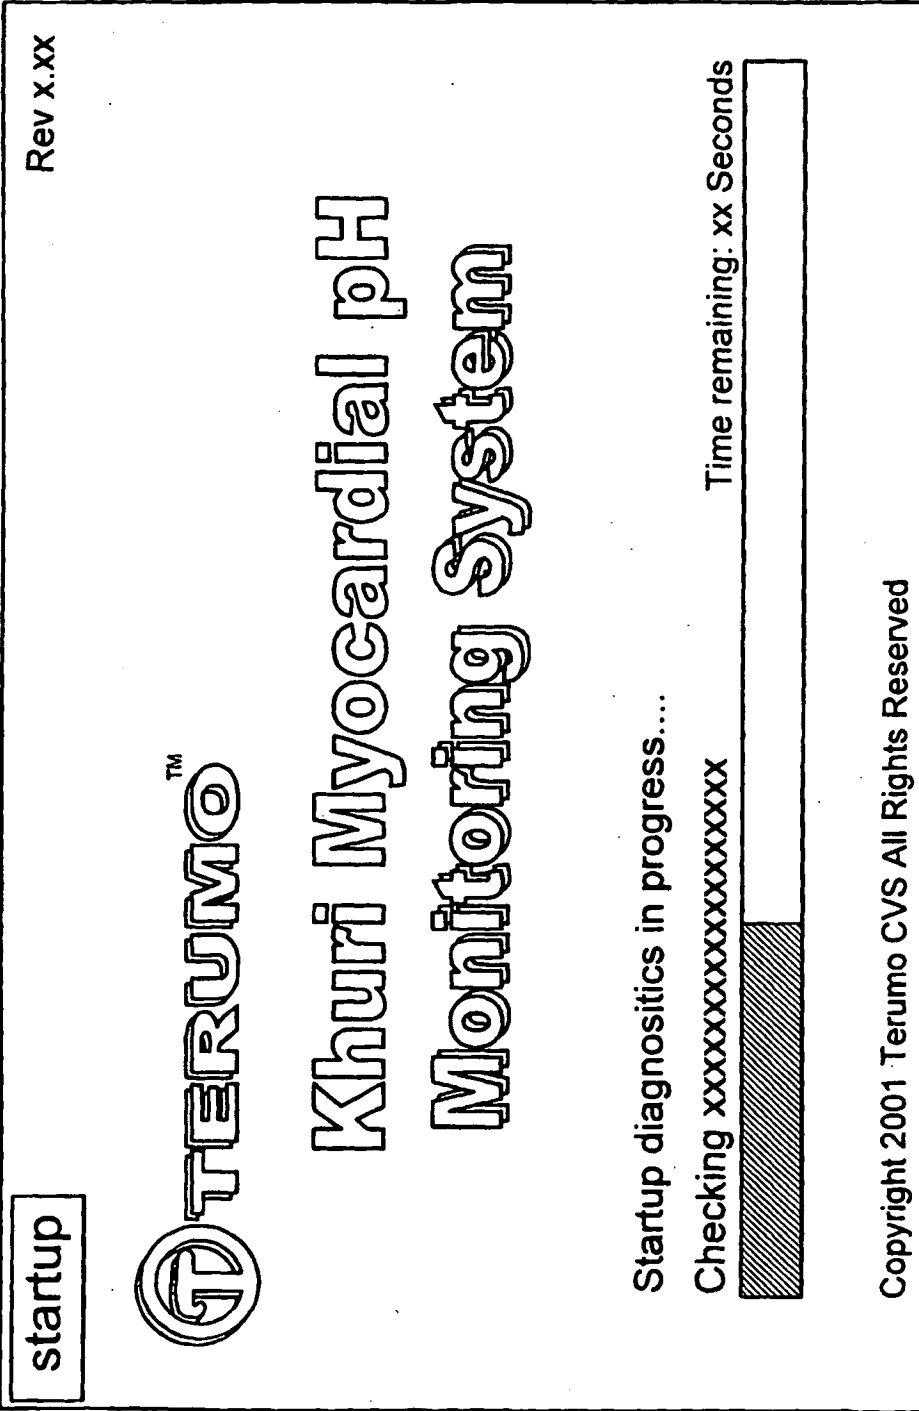 startup
Rev x.xx
TERUMO™
Khuri Myocardial pH
Monitoring System
Startup diagnositics in progress....
Checking xxxxxxxxxxxxxxxxxxxx
Time remaining: xx Seconds
Copyright 2001 Terumo CVS All Rights Reserved